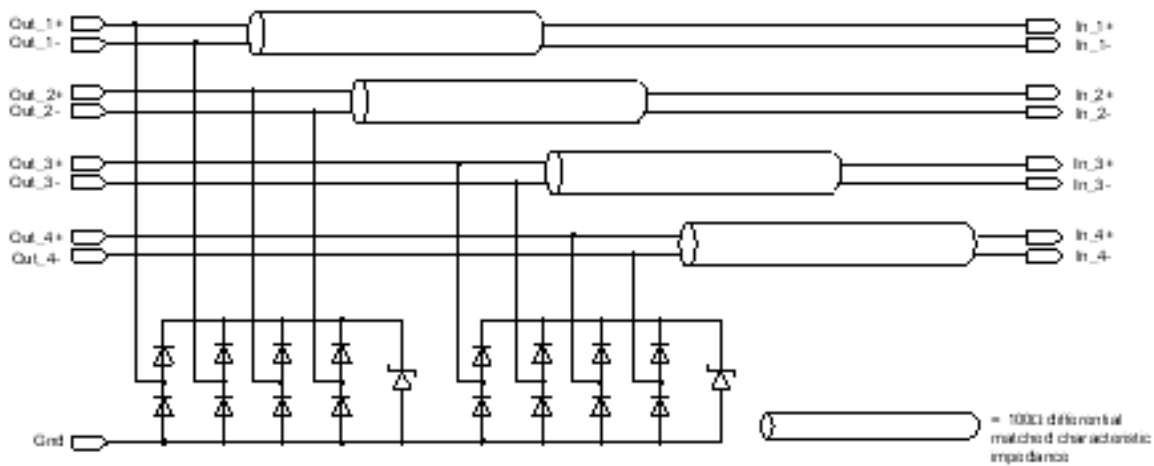 Out_1+
Out_1-
In_1+
In_1-
Out_2+
Out_2-
In_2+
In_2-
Out_3+
Out_3-
In_3+
In_3-
Out_4+
Out_4-
In_4+
In_4-
Gnd
= 100Ω differential
matched characteristic
impedance